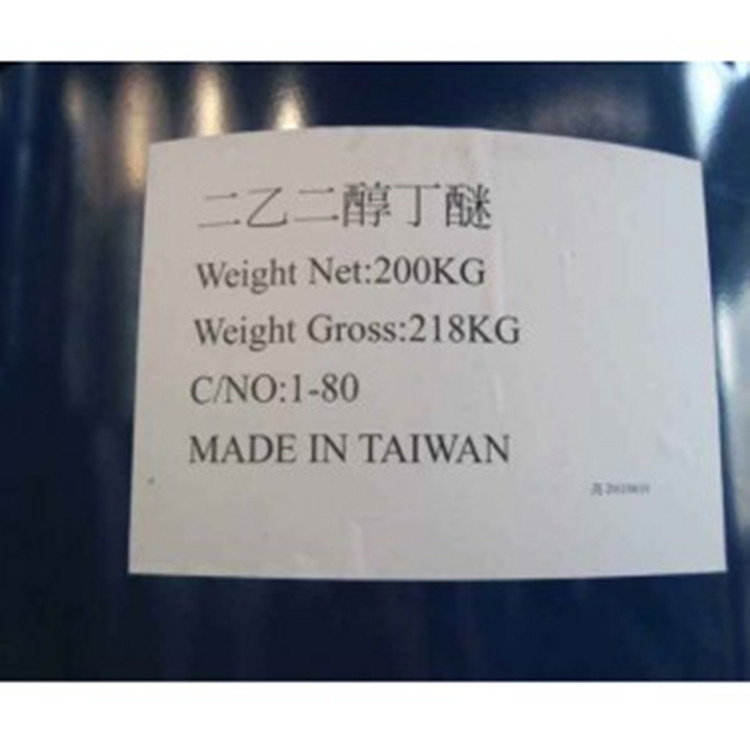 二乙二醇丁醚
Weight Net:200KG
Weight Gross:218KG
C/NO:1-80
MADE IN TAIWAN